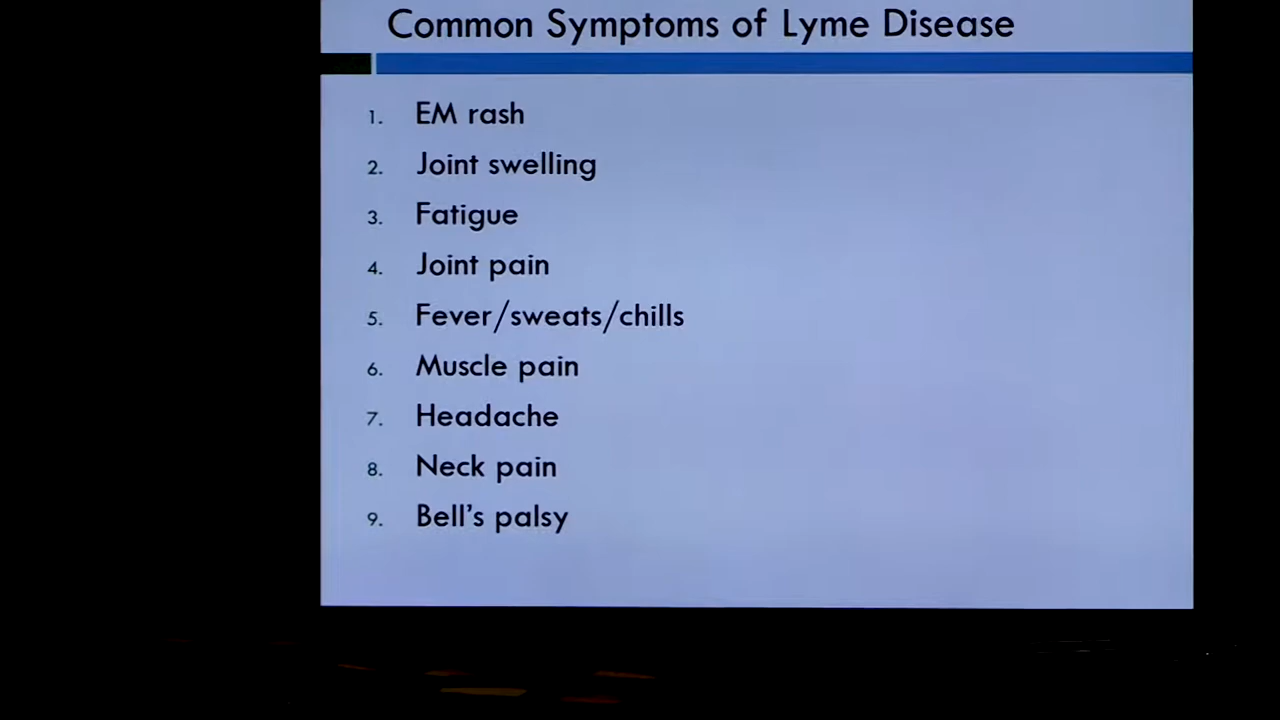 Common Symptoms of Lyme Disease
1. EM rash
2. Joint swelling
3. Fatigue
4. Joint pain
5. Fever/sweats/chills
6. Muscle pain
7. Headache
8. Neck pain
9. Bell's palsy